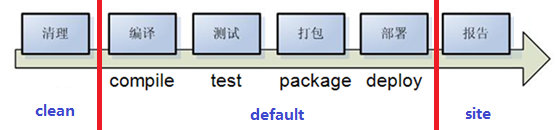 清理 编译 测试 打包 部署 报告
compile test package deploy
clean default site